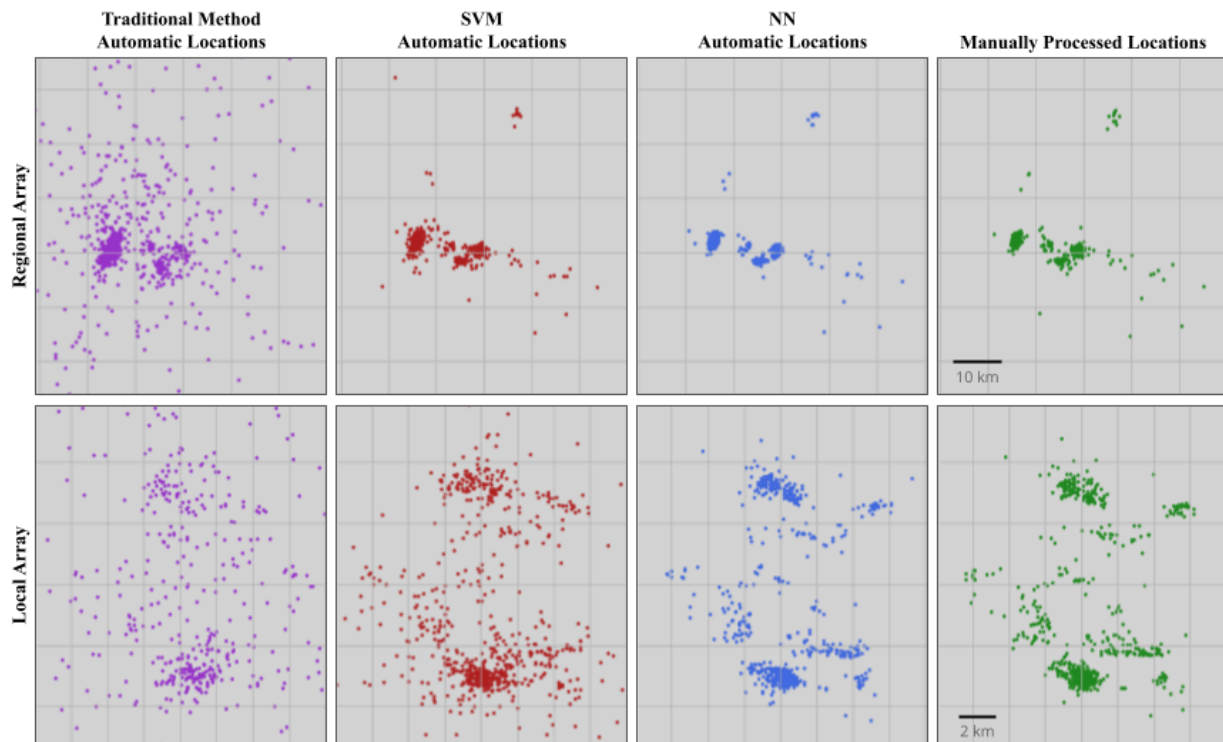 Traditional Method
Automatic Locations
SVM
Automatic Locations
NN
Automatic Locations
Manually Processed Locations
Regional Array
10 km
Local Array
2 km